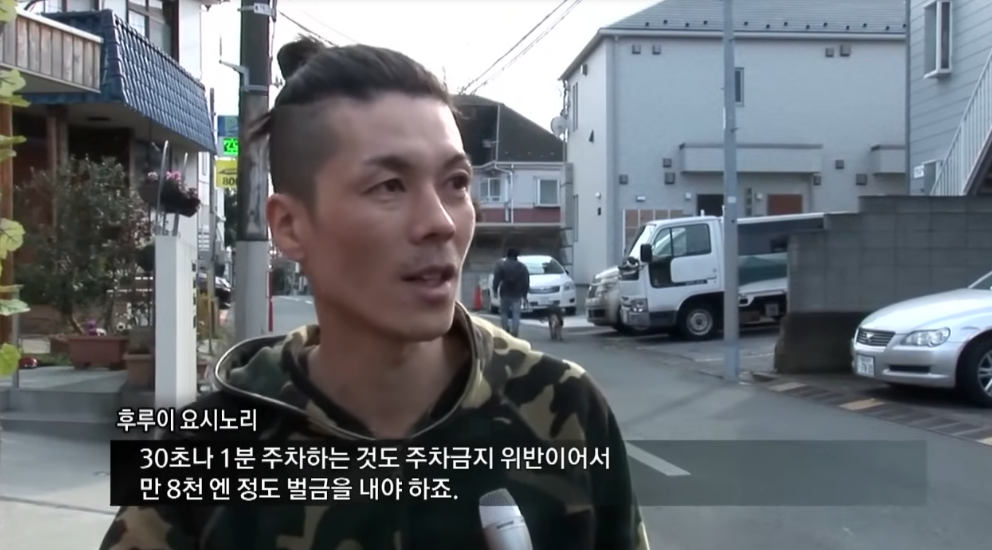 후루이 요시노리
30초나 1분 주차하는 것도 주차금지 위반이어서
만 8천 엔 정도 벌금을 내야 하죠.